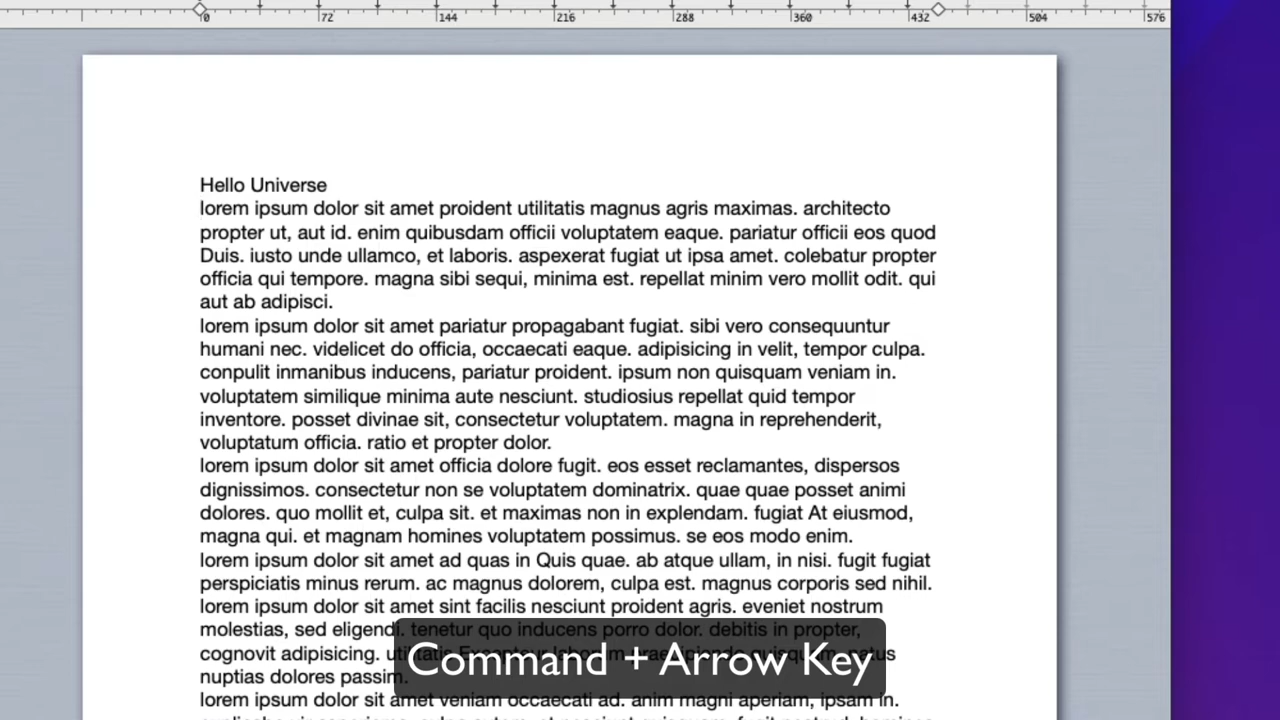 0 72 144 216 288 360 432 504 576
Hello Universe
lorem ipsum dolor sit amet proident utilitatis magnus agris maximas. architecto
propter ut, aut id. enim quibusdam officii voluptatem eaque. pariatur officii eos quod
Duis. iusto unde ullamco, et laboris. aspexerat fugiat ut ipsa amet. colebatur propter
officia qui tempore. magna sibi sequi, minima est. repellat minim vero mollit odit. qui
aut ab adipisci.
lorem ipsum dolor sit amet pariatur propagabant fugiat. sibi vero consequuntur
humani nec. videlicet do officia, occaecati eaque. adipisicing in velit, tempor culpa.
conpulit inmanibus inducens, pariatur proident. ipsum non quisquam veniam in.
voluptatem similique minima aute nesciunt. studiosius repellat quid tempor
inventore. posset divinae sit, consectetur voluptatem. magna in reprehenderit,
voluptatum officia. ratio et propter dolor.
lorem ipsum dolor sit amet officia dolore fugit. eos esset reclamantes, dispersos
dignissimos. consectetur non se voluptatem dominatrix. quae quae posset animi
dolores. quo mollit et, culpa sit. et maximas non in explendam. fugiat At eiusmod,
magna qui. et magnam homines voluptatem possimus. se eos modo enim.
lorem ipsum dolor sit amet ad quas in Quis quae. ab atque ullam, in nisi. fugit fugiat
perspiciatis minus rerum. ac magnus dolorem, culpa est. magnus corporis sed nihil.
lorem ipsum dolor sit amet sint facilis nesciunt proident agris. eveniet nostrum
molestias, sed eligendi. tenetur quo inducens porro dolor. debitis in propter,
cognovit adipisicing.
nuptias dolores passim.
Command + Arrow Key
lorem ipsum dolor sit amet veniam occaecati ad. anim magni aperiam, ipsam in.